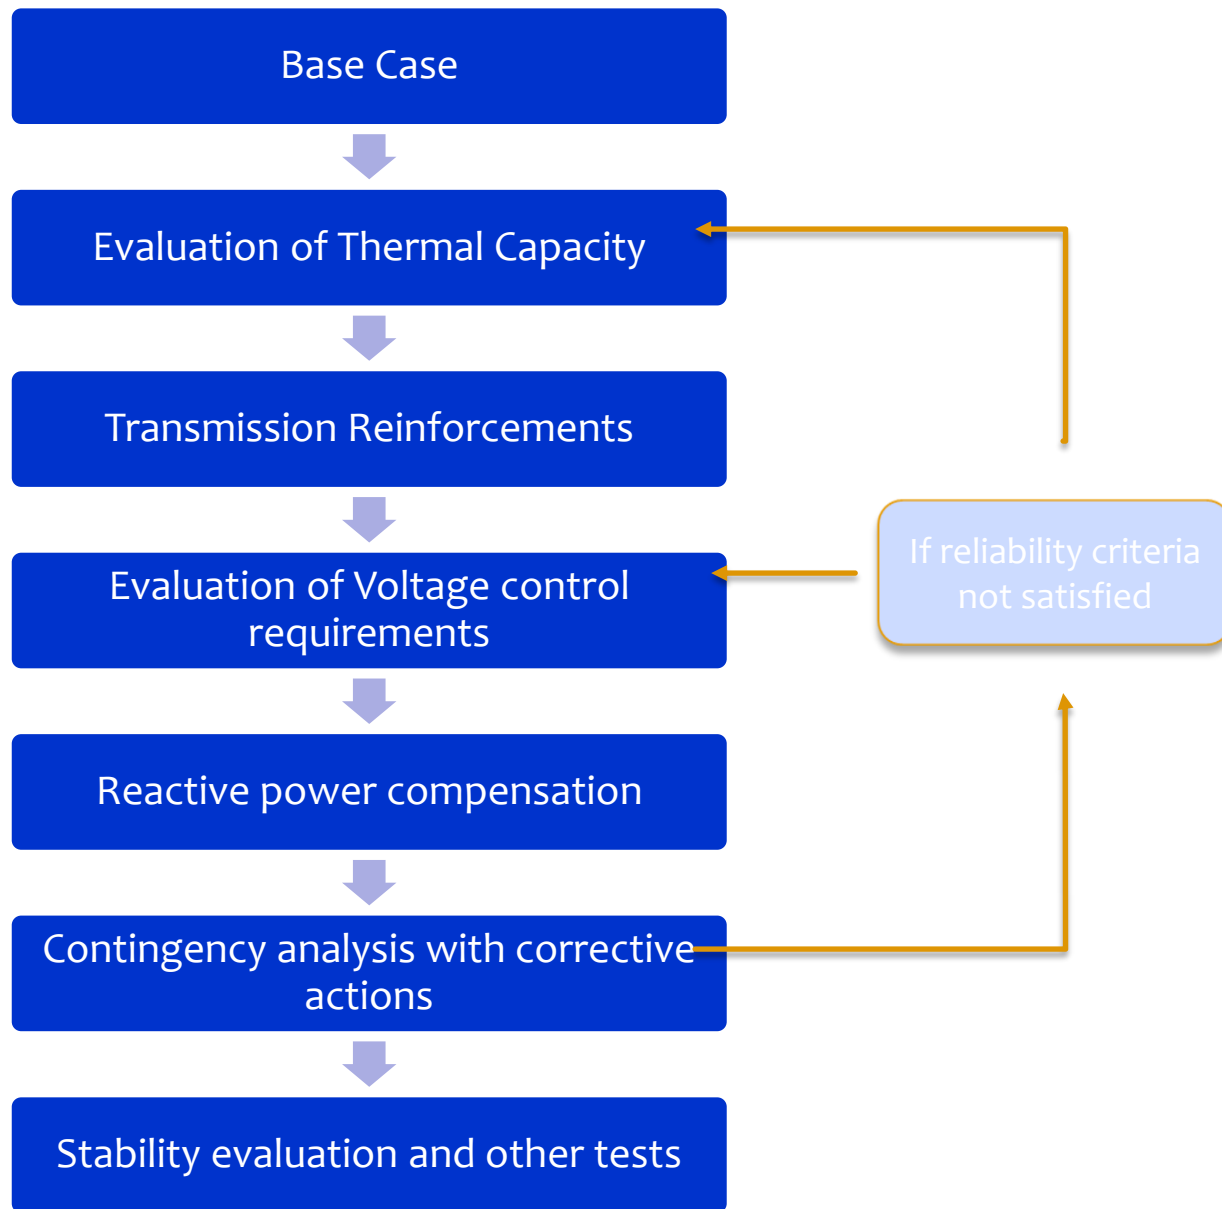 Base Case
Evaluation of Thermal Capacity
Transmission Reinforcements
If reliability criteria
not satisfied
Evaluation of Voltage control
requirements
Reactive power compensation
Contingency analysis with corrective
actions
Stability evaluation and other tests